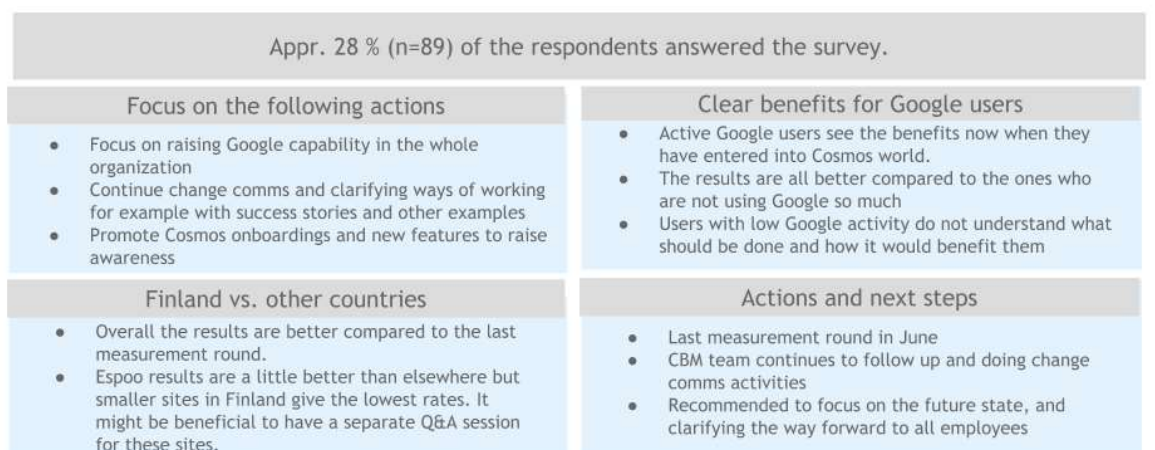 Appr. 28 % (n=89) of the respondents answered the survey.
Focus on the following actions
● Focus on raising Google capability in the whole
organization
● Continue change comms and clarifying ways of working
for example with success stories and other examples
● Promote Cosmos onboardings and new features to raise
awareness
Clear benefits for Google users
● Active Google users see the benefits now when they
have entered into Cosmos world.
● The results are all better compared to the ones who
are not using Google so much
● Users with low Google activity do not understand what
should be done and how it would benefit them
Finland vs. other countries
● Overall the results are better compared to the last
measurement round.
● Espoo results are a little better than elsewhere but
smaller sites in Finland give the lowest rates. It
might be beneficial to have a separate Q&A session
for these sites.
Actions and next steps
● Last measurement round in June
● CBM team continues to follow up and doing change
comms activities
● Recommended to focus on the future state, and
clarifying the way forward to all employees